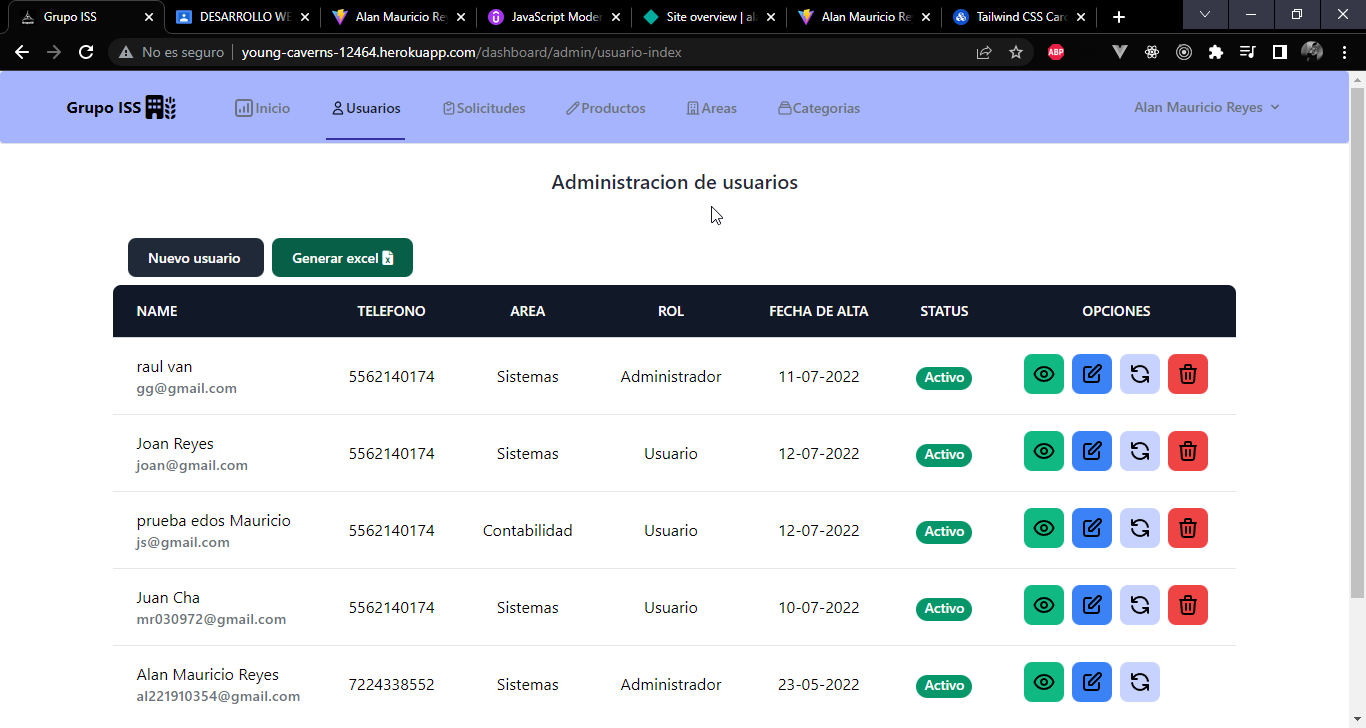 Grupo ISS
DESARROLLO WE
Alan Mauricio Re
JavaScript Moder
Site overview | al
Alan Mauricio Re
Tailwind CSS Car
No es seguro
young-caverns-12464.herokuapp.com/dashboard/admin/usuario-index
ABP
Grupo ISS
Inicio
Usuarios
Solicitudes
Productos
Areas
Categorias
Alan Mauricio Reyes
Administracion de usuarios
Nuevo usuario
Generar excel
NAME TELEFONO AREA ROL FECHA DE ALTA STATUS OPCIONES
raul van
gg@gmail.com
5562140174 Sistemas Administrador 11-07-2022 Activo
Joan Reyes
joan@gmail.com
5562140174 Sistemas Usuario 12-07-2022 Activo
prueba edos Mauricio
js@gmail.com
5562140174 Contabilidad Usuario 12-07-2022 Activo
Juan Cha
mr030972@gmail.com
5562140174 Sistemas Usuario 10-07-2022 Activo
Alan Mauricio Reyes
al221910354@gmail.com
7224338552 Sistemas Administrador 23-05-2022 Activo